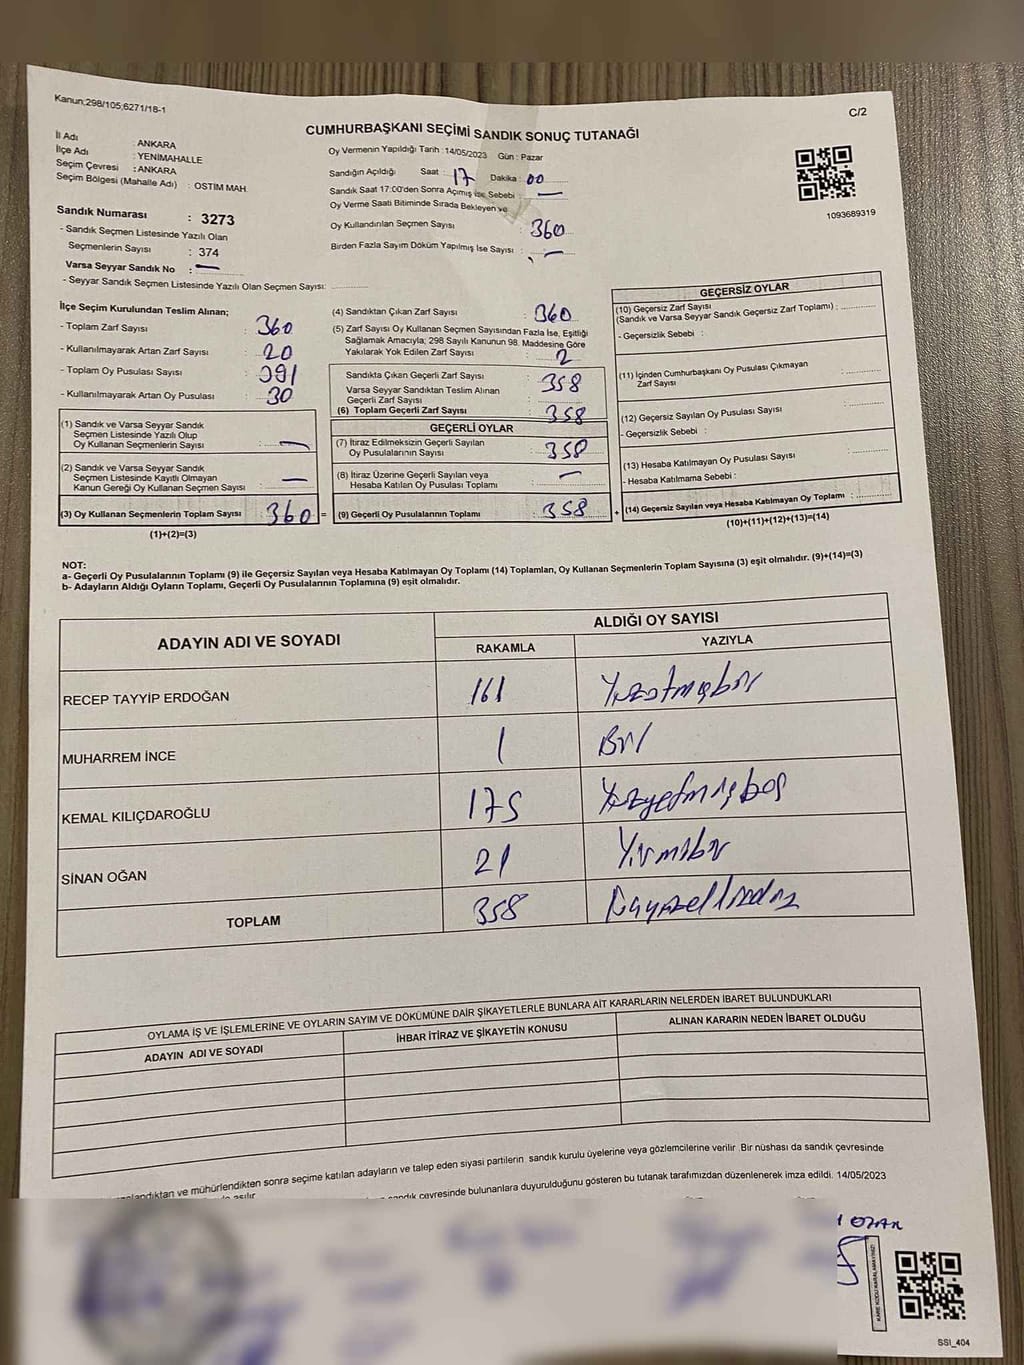 Kanun;298/105;6271/18-1
C/2
CUMHURBAŞKANI SEÇİMİ SANDIK SONUÇ TUTANAĞI
İl Adı : ANKARA
İlçe Adı : YENİMAHALLE
Seçim Çevresi : ANKARA
Seçim Bölgesi (Mahalle Adı) : OSTİM MAH.
Oy Vermenin Yapıldığı Tarih : 14/05/2023 Gün : Pazar
Sandığın Açıldığı Saat : 17 Dakika : 00
Sandık Saat 17:00'den Sonra Açımış İse Sebebi : —
Oy Verme Saati Bitiminde Sırada Bekleyen ve
Oy Kullandırılan Seçmen Sayısı : 360
Birden Fazla Sayım Döküm Yapılmış İse Sayısı : —
1093689319
Sandık Numarası : 3273
- Sandık Seçmen Listesinde Yazılı Olan
Seçmenlerin Sayısı : 374
Varsa Seyyar Sandık No : —
- Seyyar Sandık Seçmen Listesinde Yazılı Olan Seçmen Sayısı:
İlçe Seçim Kurulundan Teslim Alınan;
- Toplam Zarf Sayısı : 360
- Kullanılmayarak Artan Zarf Sayısı : 20
- Toplam Oy Pusulası Sayısı : 391
- Kullanılmayarak Artan Oy Pusulası : 30
(1) Sandık ve Varsa Seyyar Sandık
Seçmen Listesinde Yazılı Olup
Oy Kullanan Seçmenlerin Sayısı : —
(2) Sandık ve Varsa Seyyar Sandık
Seçmen Listesinde Kayıtlı Olmayan
Kanun Gereği Oy Kullanan Seçmen Sayısı : —
(3) Oy Kullanan Seçmenlerin Toplam Sayısı : 360 =
(1)+(2)=(3)
(4) Sandıktan Çıkan Zarf Sayısı : 360
(5) Zarf Sayısı Oy Kullanan Seçmen Sayısından Fazla İse, Eşitliği
Sağlamak Amacıyla; 298 Sayılı Kanunun 98. Maddesine Göre
Yakılarak Yok Edilen Zarf Sayısı : 2
Sandıkta Çıkan Geçerli Zarf Sayısı : 358
Varsa Seyyar Sandıktan Teslim Alınan
Geçerli Zarf Sayısı :
(6) Toplam Geçerli Zarf Sayısı : 358
GEÇERLİ OYLAR
(7) İtiraz Edilmeksizin Geçerli Sayılan
Oy Pusulalarının Sayısı : 358
(8) İtiraz Üzerine Geçerli Sayılan veya
Hesaba Katılan Oy Pusulası Toplamı : —
(9) Geçerli Oy Pusulalarının Toplamı : 358 +
GEÇERSİZ OYLAR
(10) Geçersiz Zarf Sayısı
(Sandık ve Varsa Seyyar Sandık Geçersiz Zarf Toplamı) :
- Geçersizlik Sebebi :
(11) İçinden Cumhurbaşkanı Oy Pusulası Çıkmayan
Zarf Sayısı :
(12) Geçersiz Sayılan Oy Pusulası Sayısı :
- Geçersizlik Sebebi :
(13) Hesaba Katılmayan Oy Pusulası Sayısı :
- Hesaba Katılmama Sebebi :
(14) Geçersiz Sayılan veya Hesaba Katılmayan Oy Toplamı :
(10)+(11)+(12)+(13)=(14)
NOT:
a- Geçerli Oy Pusulalarının Toplamı (9) ile Geçersiz Sayılan veya Hesaba Katılmayan Oy Toplamı (14) Toplamları, Oy Kullanan Seçmenlerin Toplam Sayısına (3) eşit olmalıdır. (9)+(14)=(3)
b- Adayların Aldığı Oyların Toplamı, Geçerli Oy Pusulalarının Toplamına (9) eşit olmalıdır.
ADAYIN ADI VE SOYADI
ALDIĞI OY SAYISI
RAKAMLA YAZIYLA
RECEP TAYYİP ERDOĞAN 161 Yüzatmışbir
MUHARREM İNCE 1 Bir
KEMAL KILIÇDAROĞLU 175 Yüzyetmişbeş
SİNAN OĞAN 21 Yirmibir
TOPLAM 358
OYLAMA İŞ VE İŞLEMLERİNE VE OYLARIN SAYIM VE DÖKÜMÜNE DAİR ŞİKAYETLERLE BUNLARA AİT KARARLARIN NELERDEN İBARET BULUNDUKLARI
ADAYIN ADI VE SOYADI İHBAR İTİRAZ VE ŞİKAYETİN KONUSU ALINAN KARARIN NEDEN İBARET OLDUĞU
mühürlendikten sonra seçime katılan adayların ve talep eden siyasi partilerin sandık kurulu üyelerine veya gözlemcilerine verilir. Bir nüshası da sandık çevresinde
sandık çevresinde bulunanlara duyurulduğunu gösteren bu tutanak tarafımızdan düzenlenerek imza edildi. 14/05/2023
KARE KODU KARALAMAYINIZ!
SSI_404